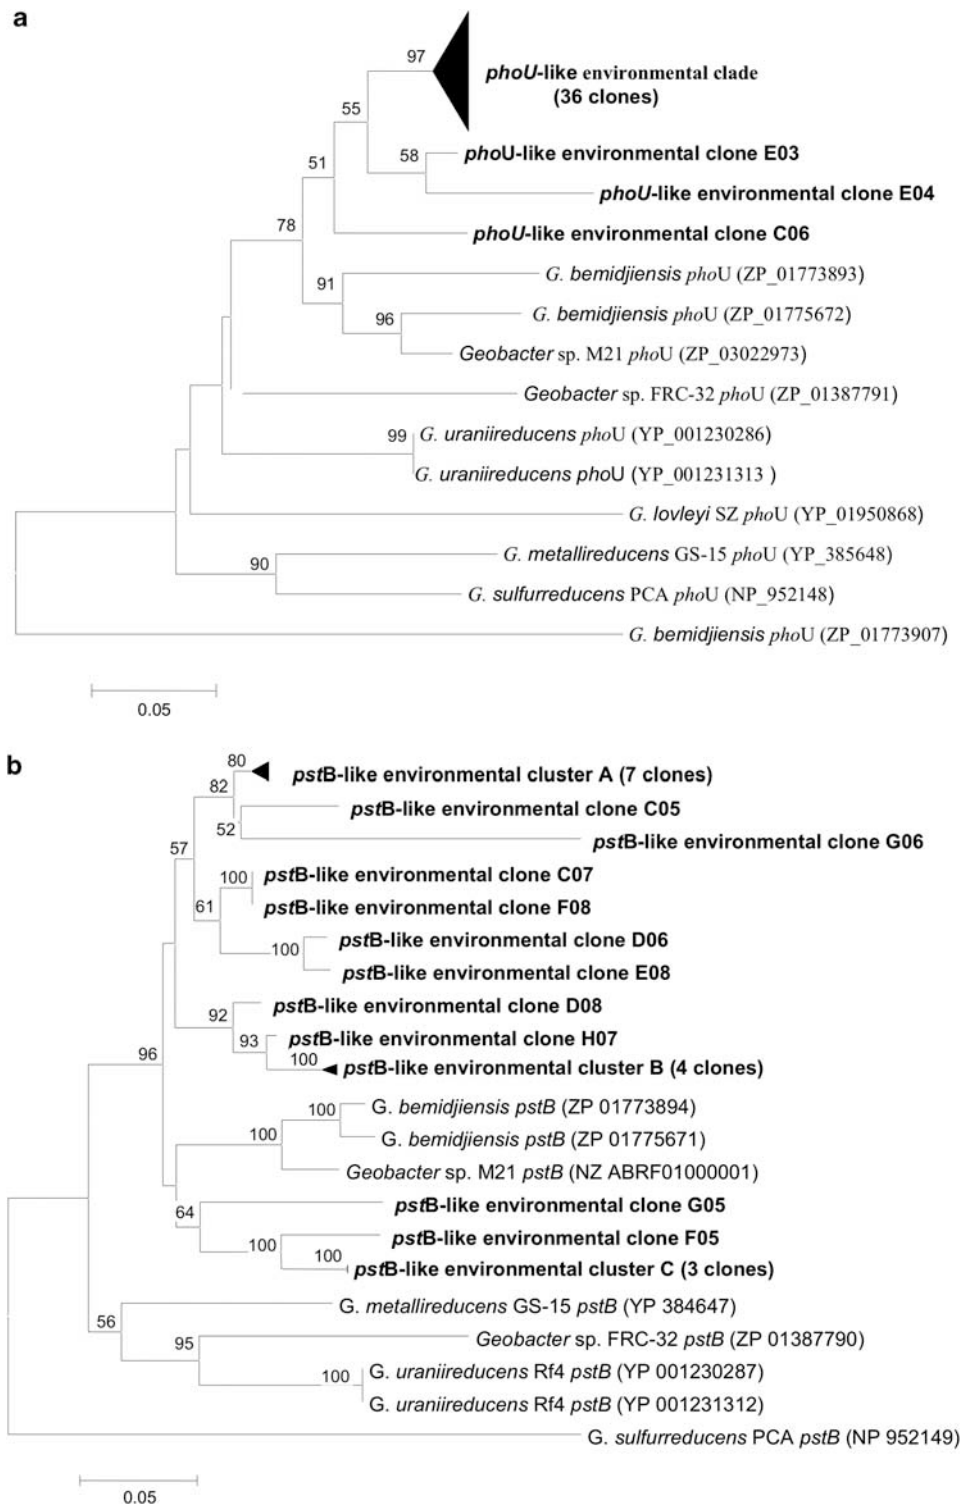 a
97
phoU-like environmental clade
(36 clones)
55
58
phoU-like environmental clone E03
51
phoU-like environmental clone E04
78
phoU-like environmental clone C06
91
G. bemidjiensis phoU (ZP_01773893)
96
G. bemidjiensis phoU (ZP_01775672)
Geobacter sp. M21 phoU (ZP_03022973)
Geobacter sp. FRC-32 phoU (ZP_01387791)
99
G. uraniireducens phoU (YP_001230286)
G. uraniireducens phoU (YP_001231313 )
G. lovleyi SZ phoU (YP_01950868)
G. metallireducens GS-15 phoU (YP_385648)
90
G. sulfurreducens PCA phoU (NP_952148)
G. bemidjiensis phoU (ZP_01773907)
0.05
b
80
pstB-like environmental cluster A (7 clones)
82
pstB-like environmental clone C05
52
pstB-like environmental clone G06
57
100
pstB-like environmental clone C07
61
pstB-like environmental clone F08
pstB-like environmental clone D06
100
pstB-like environmental clone E08
pstB-like environmental clone D08
92
pstB-like environmental clone H07
93
96
100
pstB-like environmental cluster B (4 clones)
100
G. bemidjiensis pstB (ZP 01773894)
100
G. bemidjiensis pstB (ZP 01775671)
Geobacter sp. M21 pstB (NZ ABRF01000001)
pstB-like environmental clone G05
64
pstB-like environmental clone F05
100
100
pstB-like environmental cluster C (3 clones)
G. metallireducens GS-15 pstB (YP 384647)
56
Geobacter sp. FRC-32 pstB (ZP 01387790)
95
100
G. uraniireducens Rf4 pstB (YP 001230287)
G. uraniireducens Rf4 pstB (YP 001231312)
G. sulfurreducens PCA pstB (NP 952149)
0.05